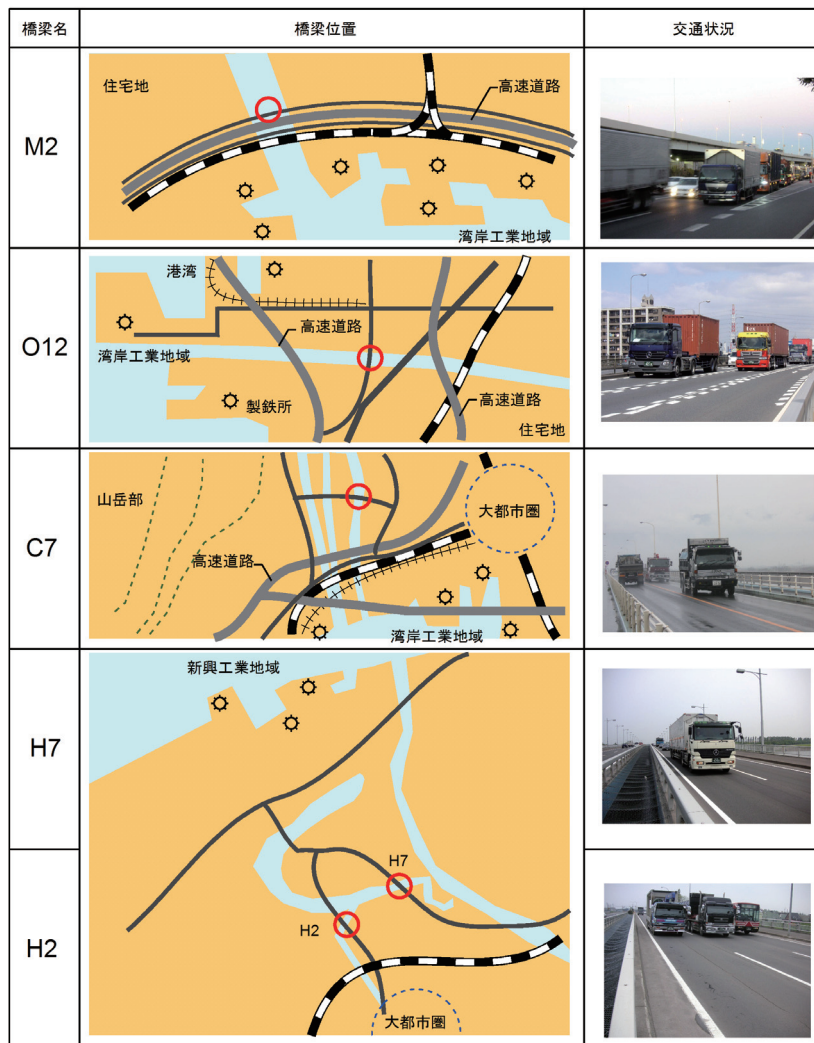 橋梁名 橋梁位置 交通状況
M2
住宅地
高速道路
湾岸工業地域
O12
港湾
高速道路
湾岸工業地域
製鉄所
高速道路
住宅地
C7
山岳部
大都市圏
高速道路
湾岸工業地域
H7
新興工業地域
H7
H2
H2
大都市圏